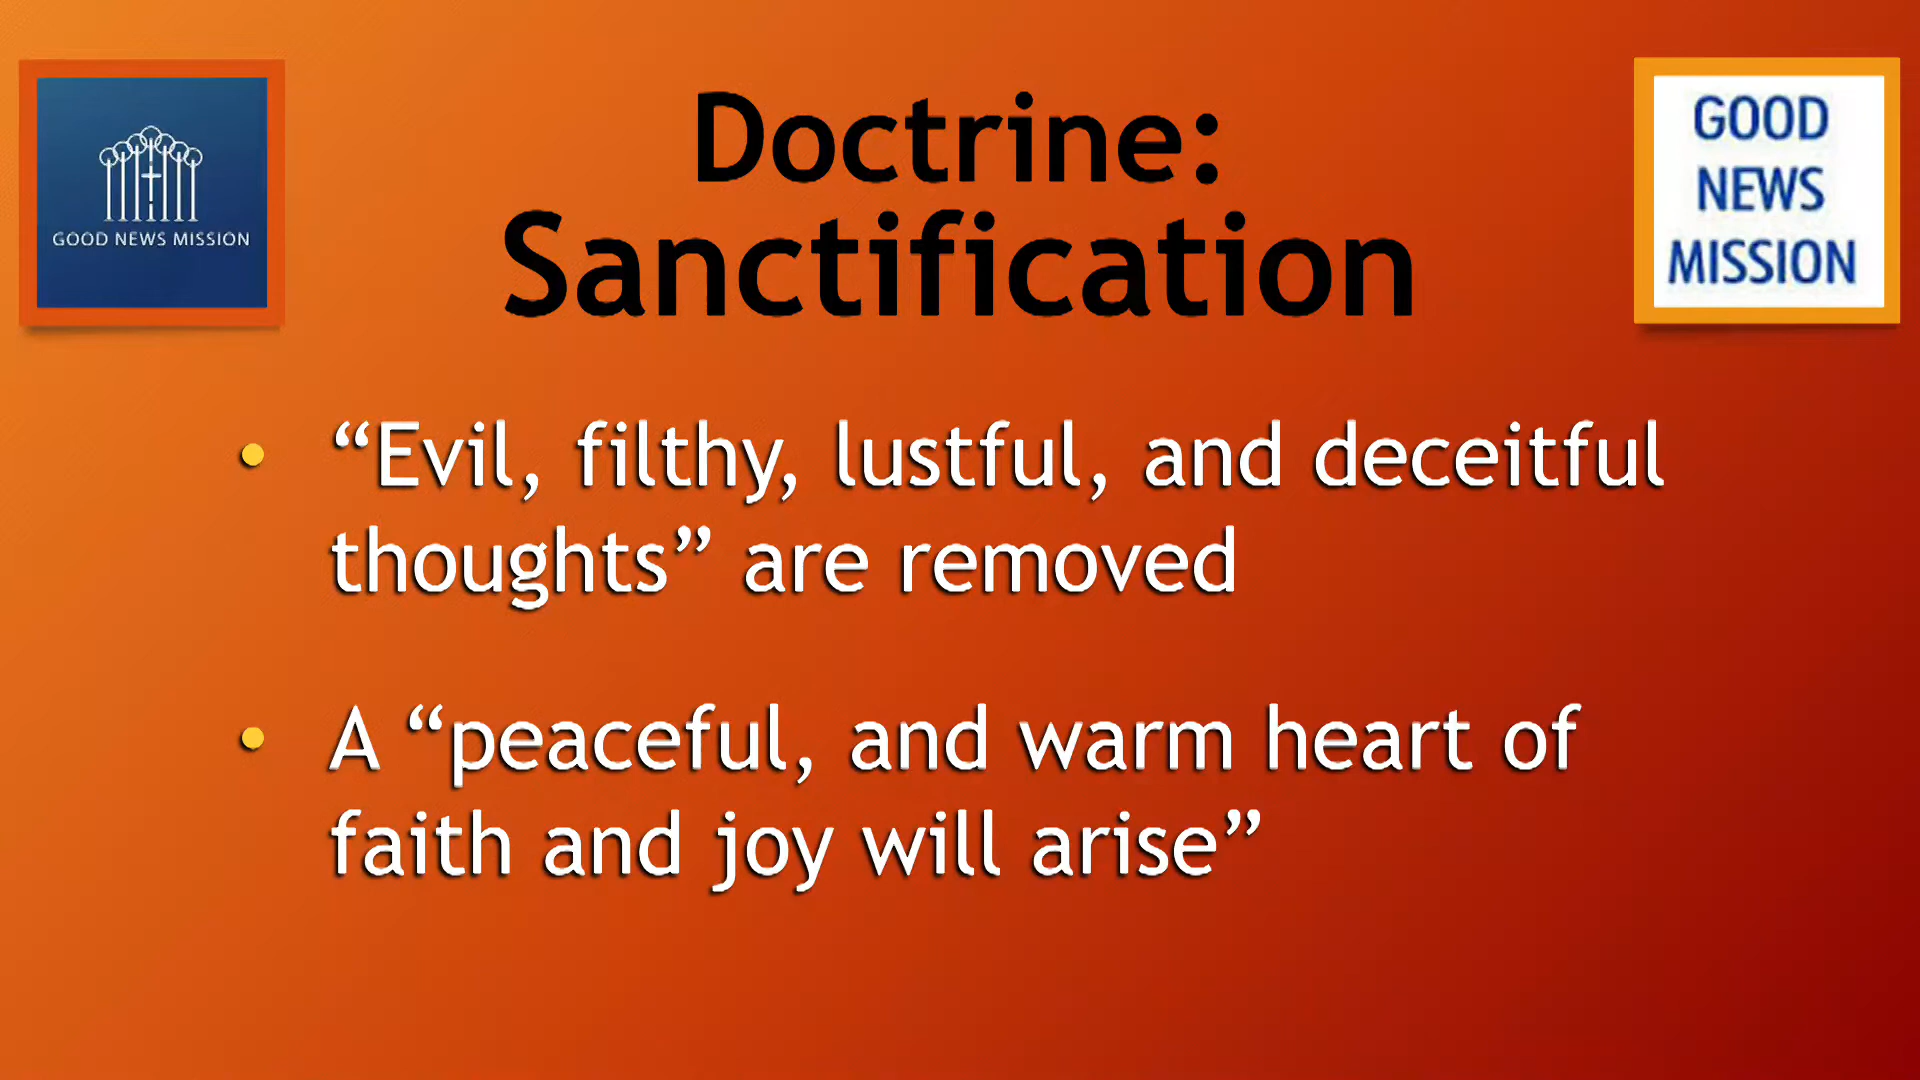 GOOD NEWS MISSION
Doctrine:
Sanctification
GOOD
NEWS
MISSION
• “Evil, filthy, lustful, and deceitful
thoughts” are removed
• A “peaceful, and warm heart of
faith and joy will arise”